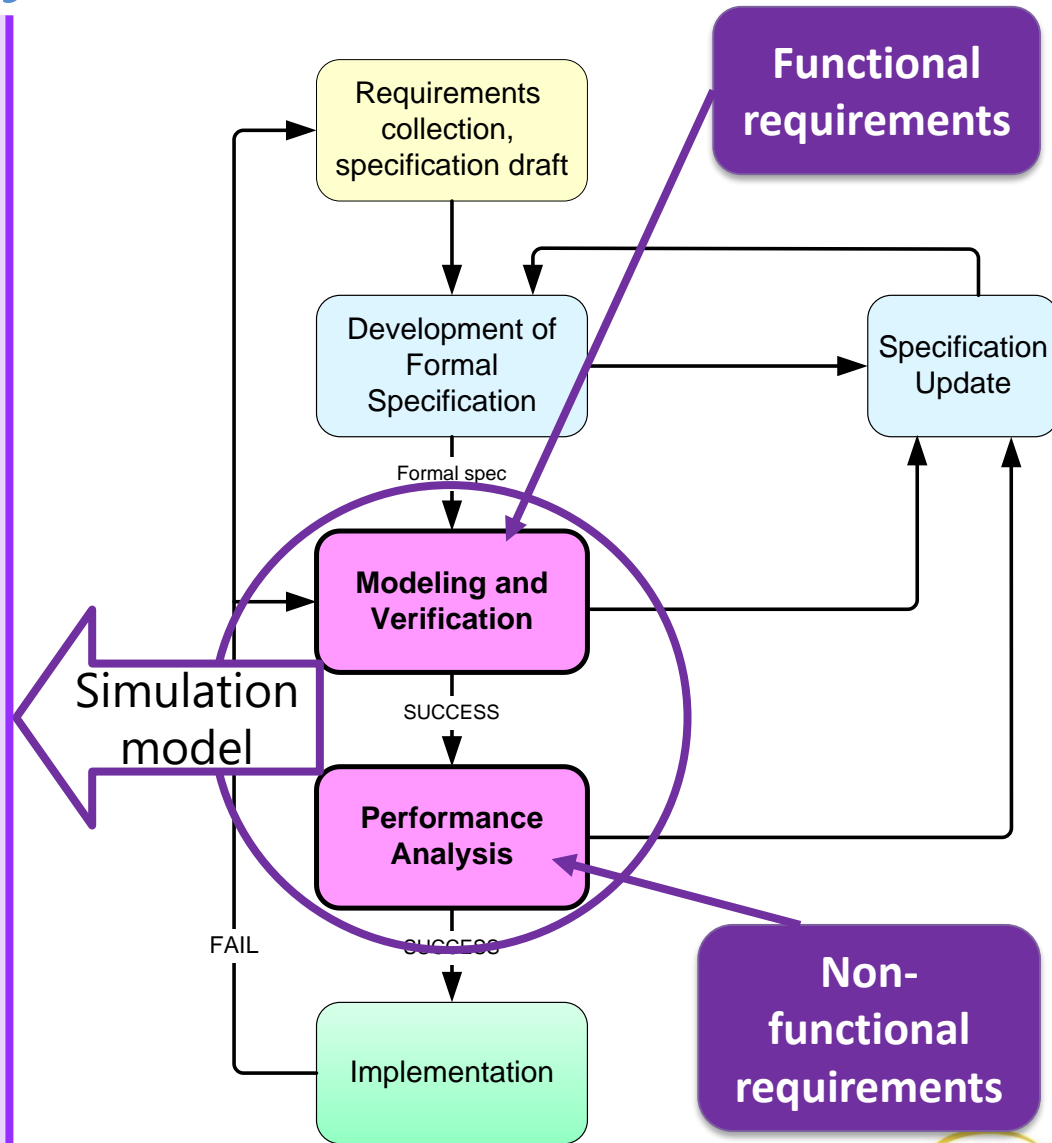 Functional
requirements
Requirements
collection,
specification draft
Development of
Formal
Specification
Specification
Update
Formal spec
Modeling and
Verification
Simulation
model
SUCCESS
Performance
Analysis
FAIL
SUCCESS
Non-
functional
requirements
Implementation